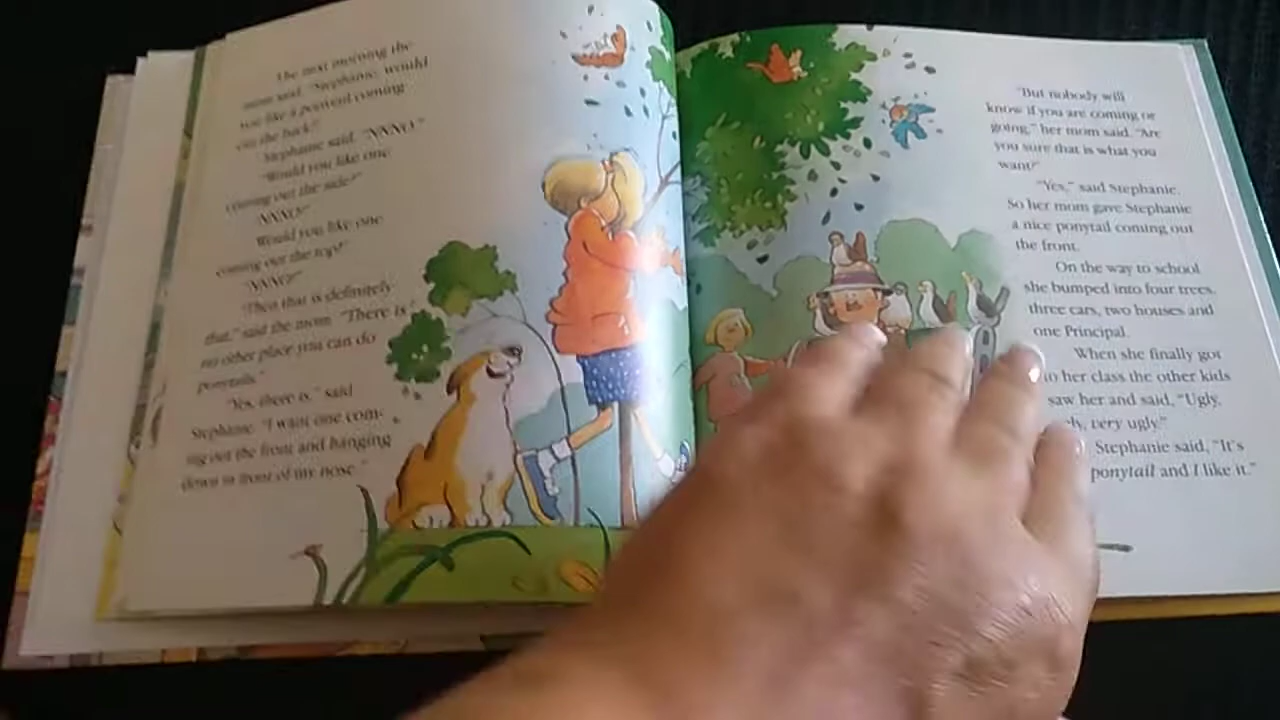 The next morning the
mom said, "Stephanie, would
you like a ponytail coming
out the back?"
Stephanie said, "NNNO."
"Would you like one
coming out the side?"
"NNNO!"
"Would you like one
coming out the top?"
"NNNO!"
"Then that is definitely
that," said the mom. "There is
no other place you can do
ponytails."
"Yes, there is," said
Stephanie. "I want one com-
ing out the front and hanging
down in front of my nose."
"But nobody will
know if you are coming or
going," her mom said. "Are
you sure that is what you
want?"
"Yes," said Stephanie.
So her mom gave Stephanie
a nice ponytail coming out
the front.
On the way to school
she bumped into four trees,
three cars, two houses and
one Principal.
When she finally got
to her class the other kids
saw her and said, "Ugly,
very ugly."
Stephanie said, "It's
ponytail and I like it."